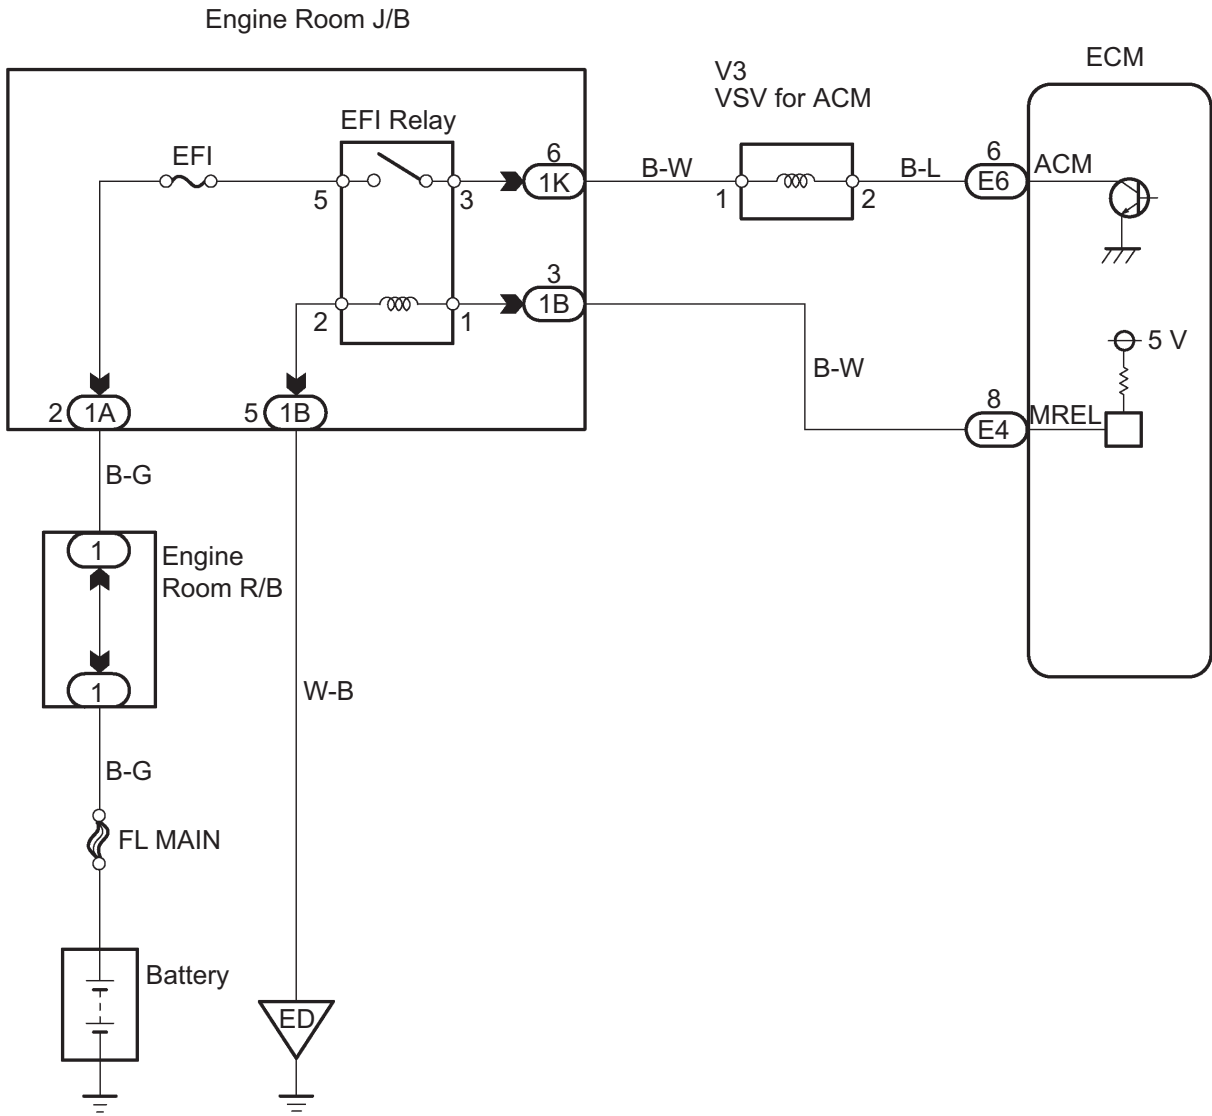 Engine Room J/B
ECM
V3
VSV for ACM
EFI Relay
EFI
6
1K
B-W
B-L
6
E6
ACM
5
3
1
2
3
1B
2
1
5 V
B-W
8
E4
MREL
2
1A
5
1B
B-G
1
Engine
Room R/B
1
W-B
B-G
FL MAIN
Battery
ED